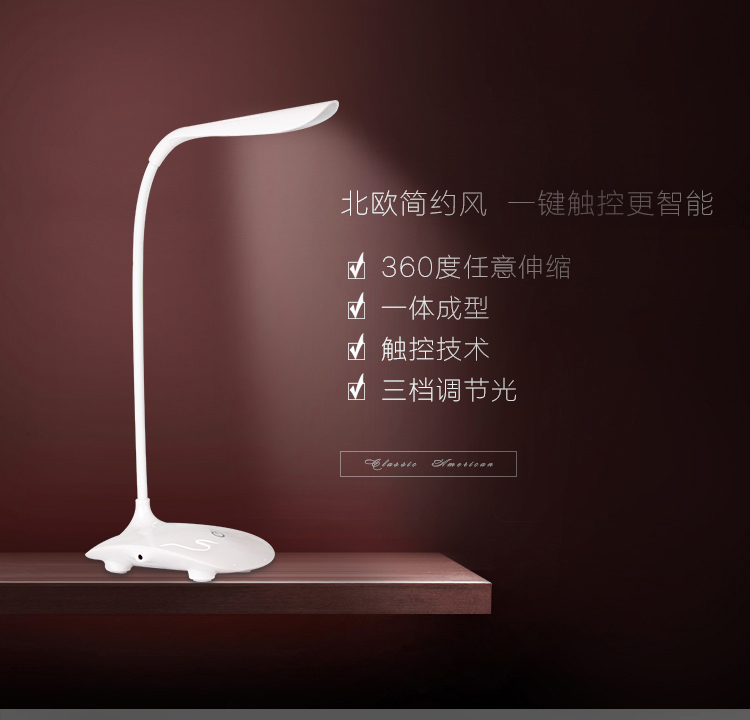 北欧简约风 一键触控更智能
360度任意伸缩
一体成型
触控技术
三档调节光
Classic American